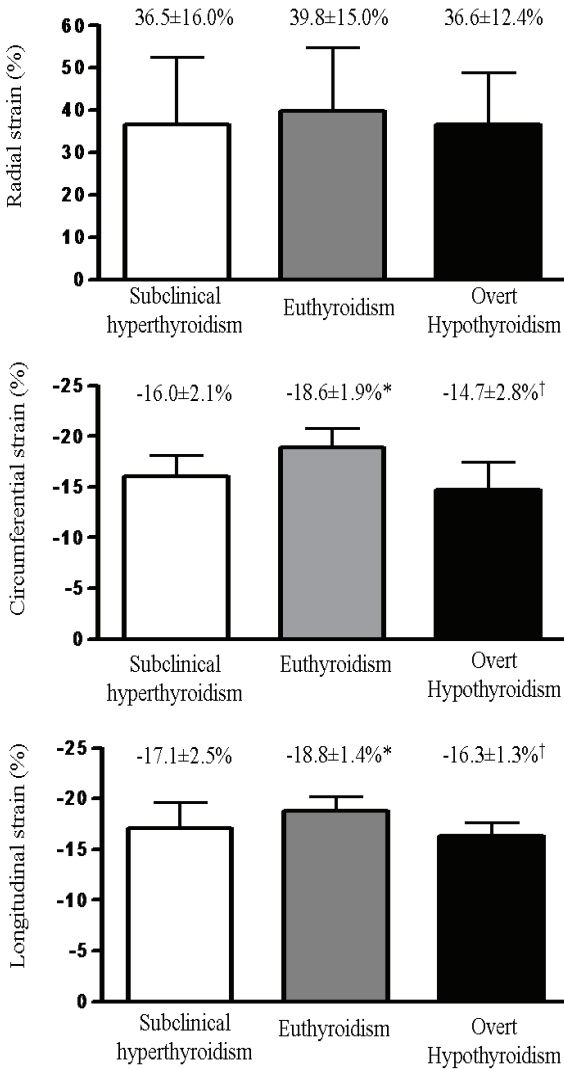 36.5±16.0% 39.8±15.0% 36.6±12.4%
Radial strain (%)
60
50
40
30
20
10
0
Subclinical
hyperthyroidism
Euthyroidism
Overt
Hypothyroidism
-16.0±2.1% -18.6±1.9%* -14.7±2.8%†
Circumferential strain (%)
-25
-20
-15
-10
-5
0
Subclinical
hyperthyroidism
Euthyroidism
Overt
Hypothyroidism
-17.1±2.5% -18.8±1.4%* -16.3±1.3%†
Longitudinal strain (%)
-25
-20
-15
-10
-5
0
Subclinical
hyperthyroidism
Euthyroidism
Overt
Hypothyroidism